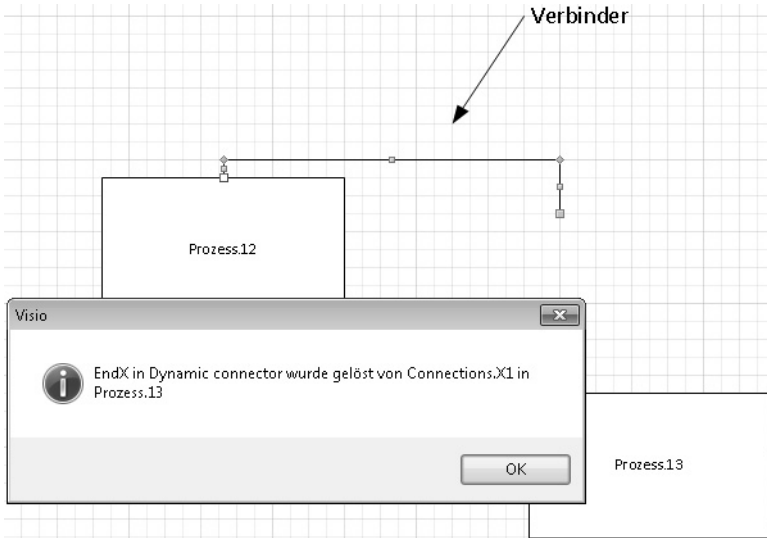 Verbinder
Prozess.12
Visio
EndX in Dynamic connector wurde gelöst von Connections.X1 in
Prozess.13
OK
Prozess.13